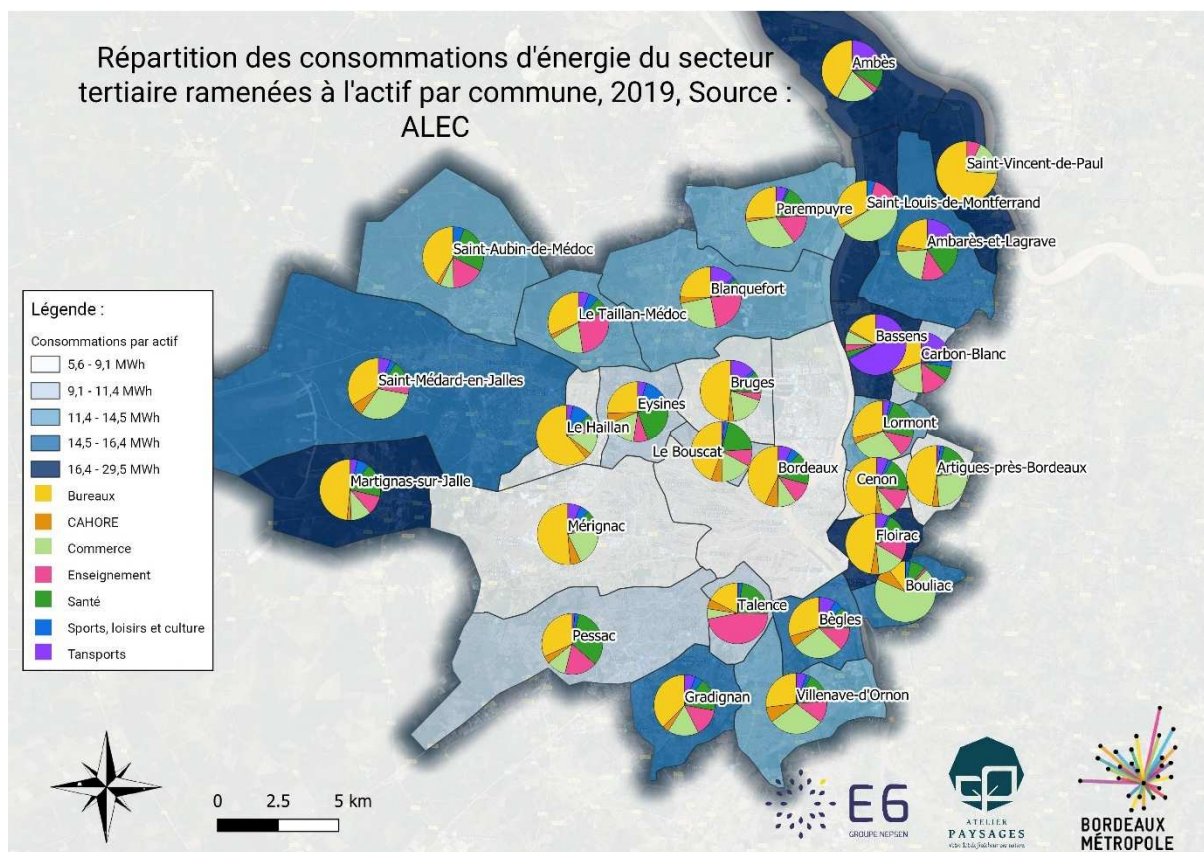 Répartition des consommations d'énergie du secteur
tertiaire ramenées à l'actif par commune, 2019, Source :
ALEC
Ambès
Saint-Vincent-de-Paul
Saint-Louis-de-Montferrand
Parempuyre
Ambarès-et-Lagrave
Saint-Aubin-de-Médoc
Blanquefort
Le Taillan-Médoc
Bassens
Carbon-Blanc
Saint-Médard-en-Jalles
Bruges
Eysines
Le Haillan
Lormont
Le Bouscat
Bordeaux
Artigues-près-Bordeaux
Cenon
Martignas-sur-Jalle
Mérignac
Floirac
Bouliac
Talence
Bègles
Pessac
Gradignan
Villenave-d'Ornon
Légende :
Consommations par actif
5,6 - 9,1 MWh
9,1 - 11,4 MWh
11,4 - 14,5 MWh
14,5 - 16,4 MWh
16,4 - 29,5 MWh
Bureaux
CAHORE
Commerce
Enseignement
Santé
Sports, loisirs et culture
Tansports
0 2.5 5 km
E6
GROUPE NEPSEN
ATELIER
PAYSAGES
BORDEAUX
MÉTROPOLE